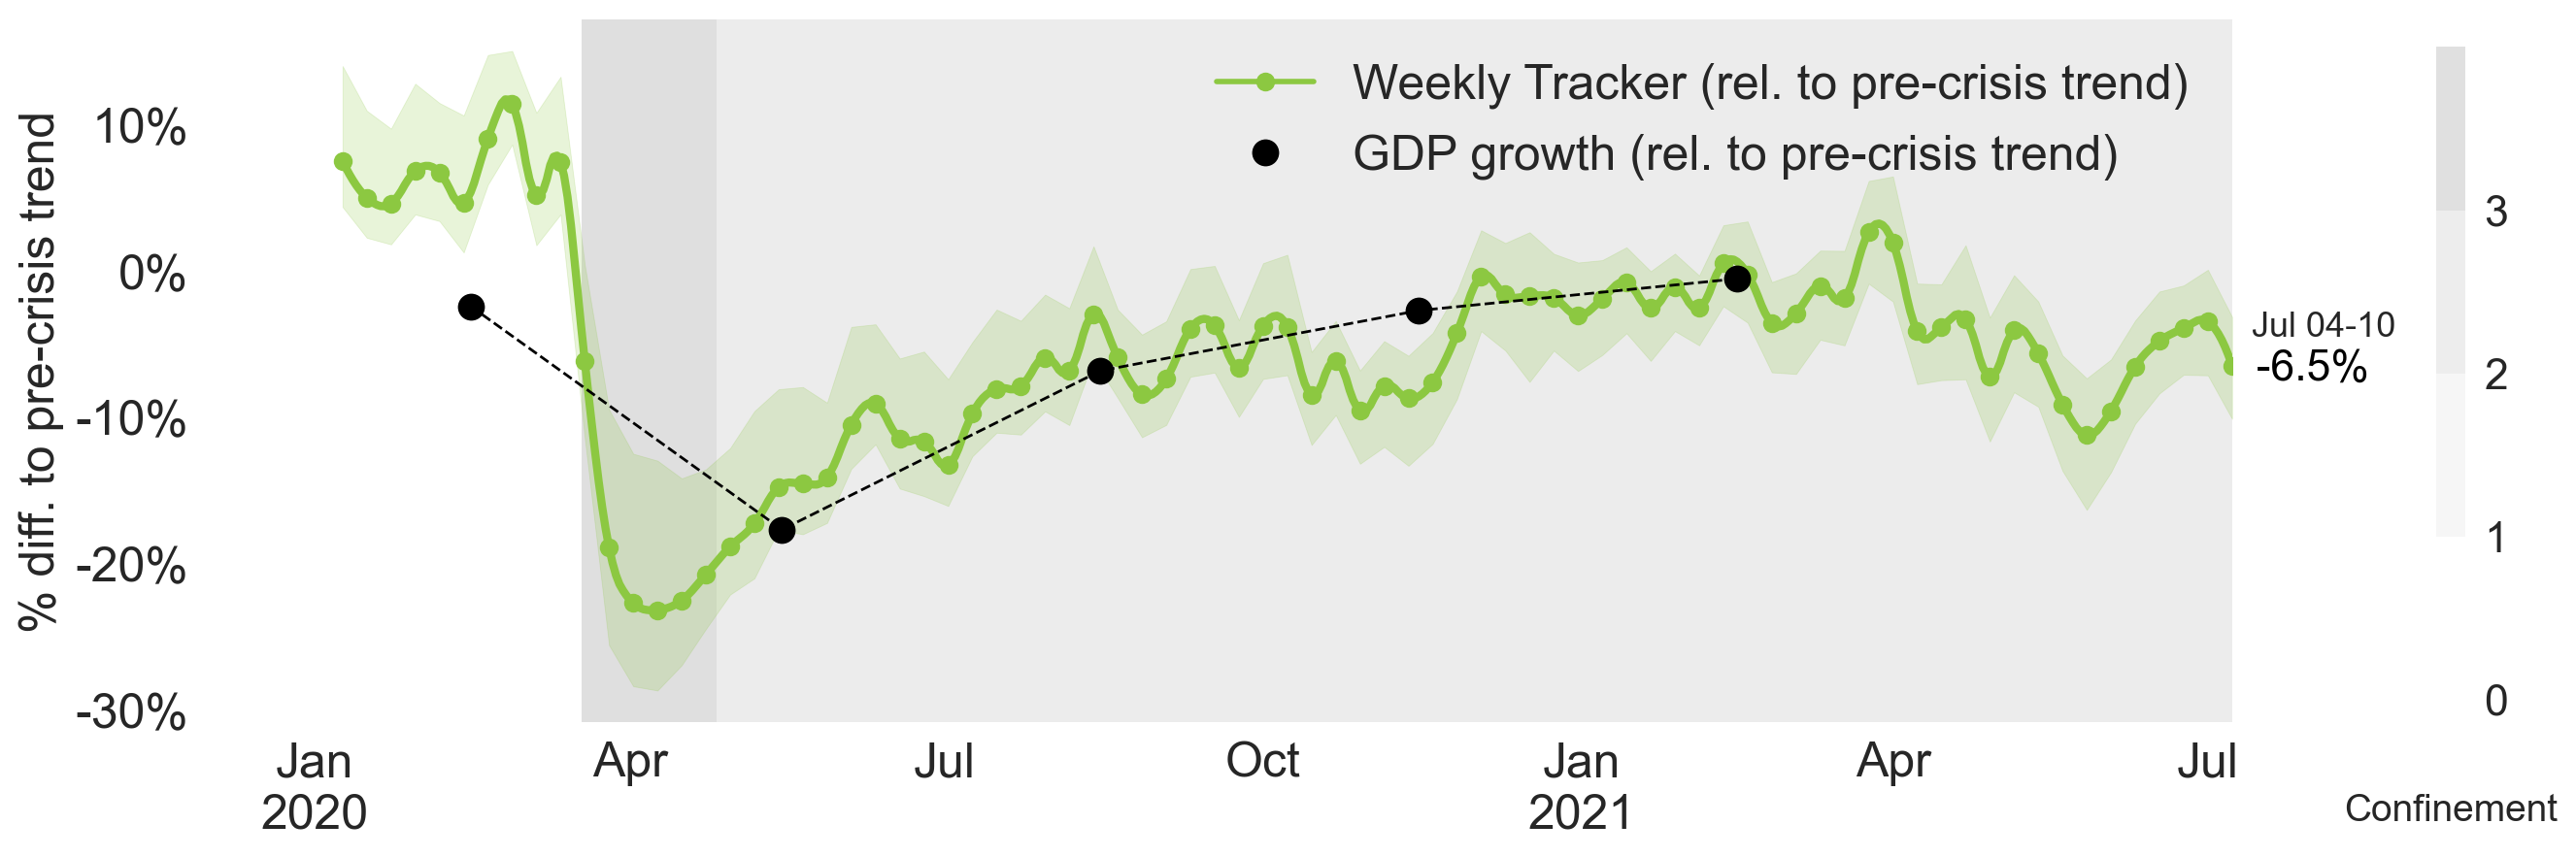 % diff. to pre-crisis trend
10%
0%
-10%
-20%
-30%
Weekly Tracker (rel. to pre-crisis trend)
GDP growth (rel. to pre-crisis trend)
Jul 04-10
-6.5%
3
2
1
0
Jan Apr Jul Oct Jan Apr Jul
2020 2021
Confinement